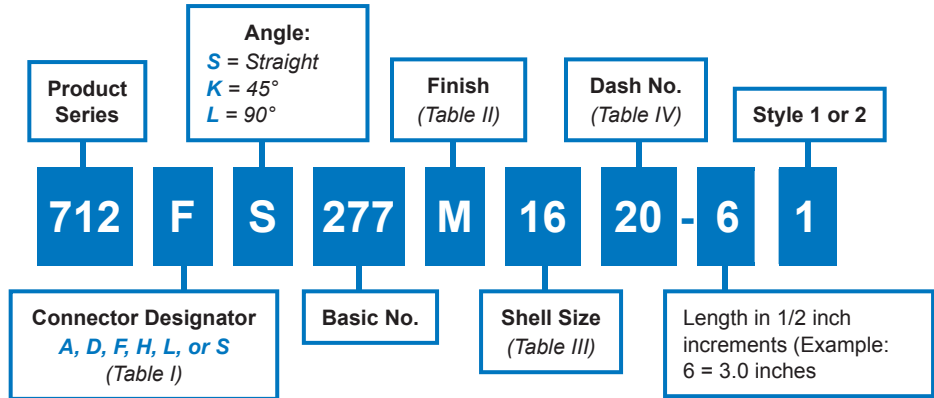 Angle:
S = Straight
K = 45°
L = 90°
Product
Series
Finish
(Table II)
Dash No.
(Table IV)
Style 1 or 2
712 F S 277 M 16 20 - 6 1
Connector Designator
A, D, F, H, L, or S
(Table I)
Basic No.
Shell Size
(Table III)
Length in 1/2 inch
increments (Example:
6 = 3.0 inches